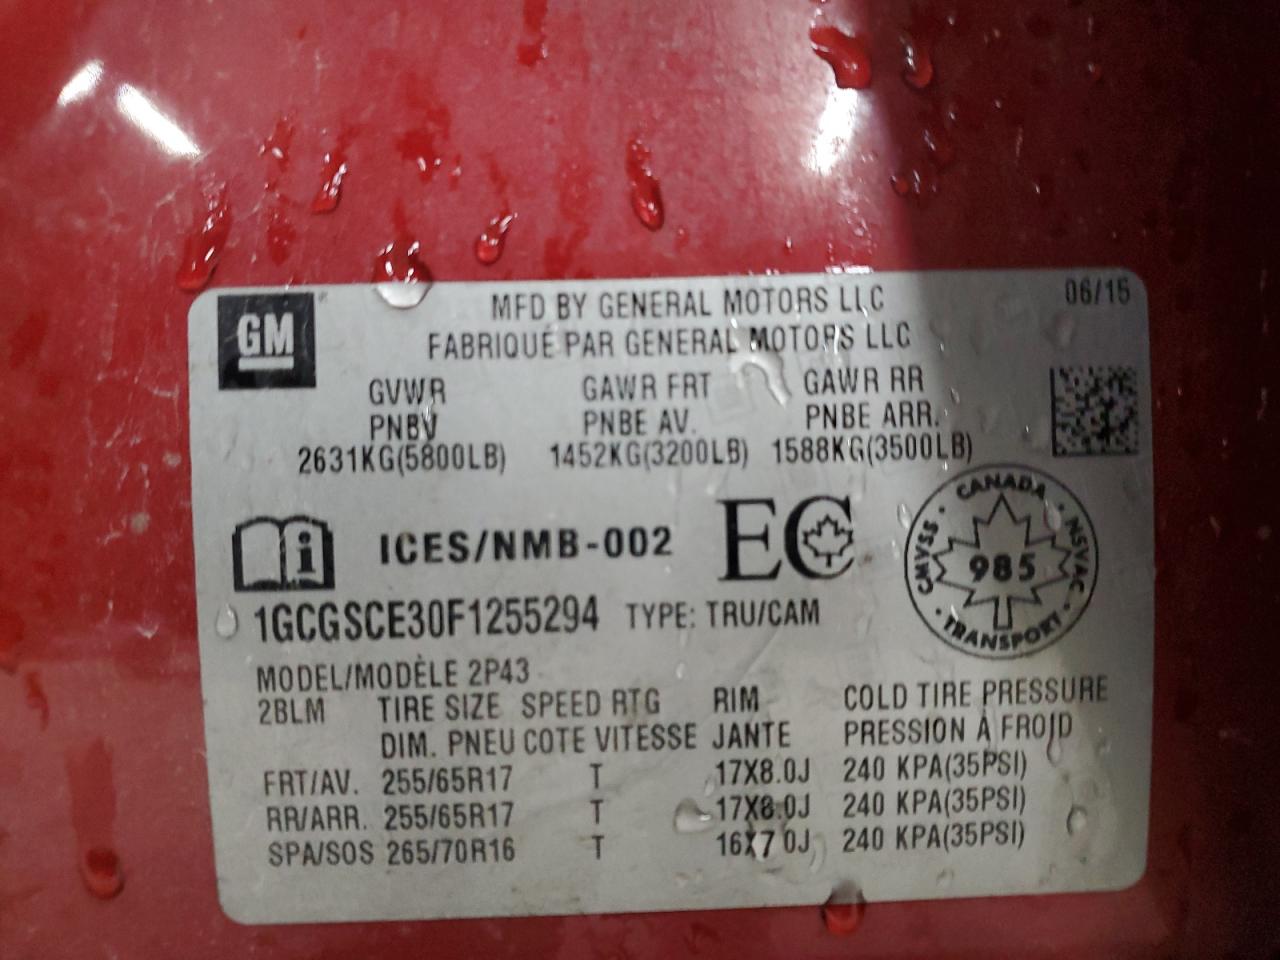 GM
MFD BY GENERAL MOTORS LLC
06/15
FABRIQUÉ PAR GENERAL MOTORS LLC
GVWR GAWR FRT GAWR RR
PNBV PNBE AV. PNBE ARR.
2631KG(5800LB) 1452KG(3200LB) 1588KG(3500LB)
i ICES/NMB-002 EC
CANADA · NSVAC · TRANSPORT · CMVSS ·
985
1GCGSCE30F1255294 TYPE: TRU/CAM
MODEL/MODÈLE 2P43
2BLM TIRE SIZE SPEED RTG RIM COLD TIRE PRESSURE
DIM. PNEU COTE VITESSE JANTE PRESSION À FROID
FRT/AV. 255/65R17 T 17X8.0J 240 KPA(35PSI)
RR/ARR. 255/65R17 T 17X8.0J 240 KPA(35PSI)
SPA/SOS 265/70R16 T 16X7.0J 240 KPA(35PSI)